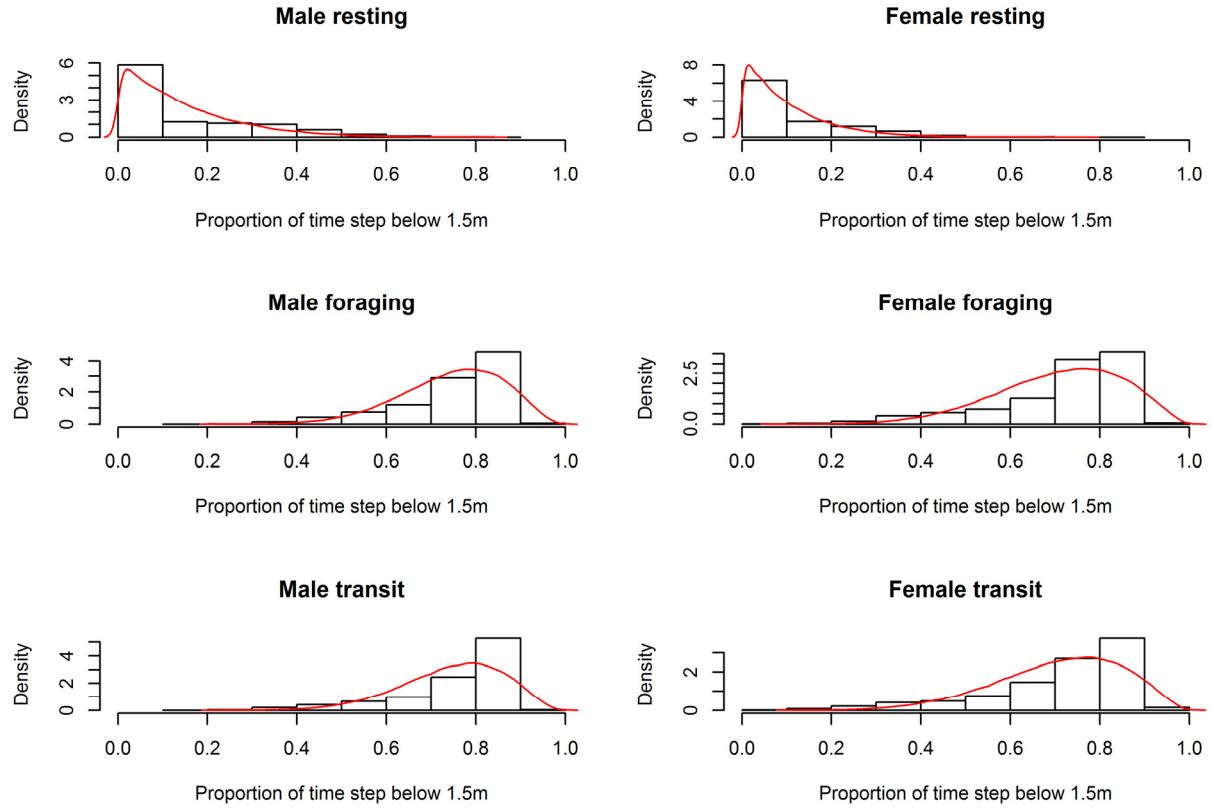 Male resting
Density
6
3
0
0.0 0.2 0.4 0.6 0.8 1.0
Proportion of time step below 1.5m
Female resting
Density
8
4
0
0.0 0.2 0.4 0.6 0.8 1.0
Proportion of time step below 1.5m
Male foraging
Density
4
2
0
0.0 0.2 0.4 0.6 0.8 1.0
Proportion of time step below 1.5m
Female foraging
Density
2.5
0.0
0.0 0.2 0.4 0.6 0.8 1.0
Proportion of time step below 1.5m
Male transit
Density
4
2
0
0.0 0.2 0.4 0.6 0.8 1.0
Proportion of time step below 1.5m
Female transit
Density
2
0
0.0 0.2 0.4 0.6 0.8 1.0
Proportion of time step below 1.5m